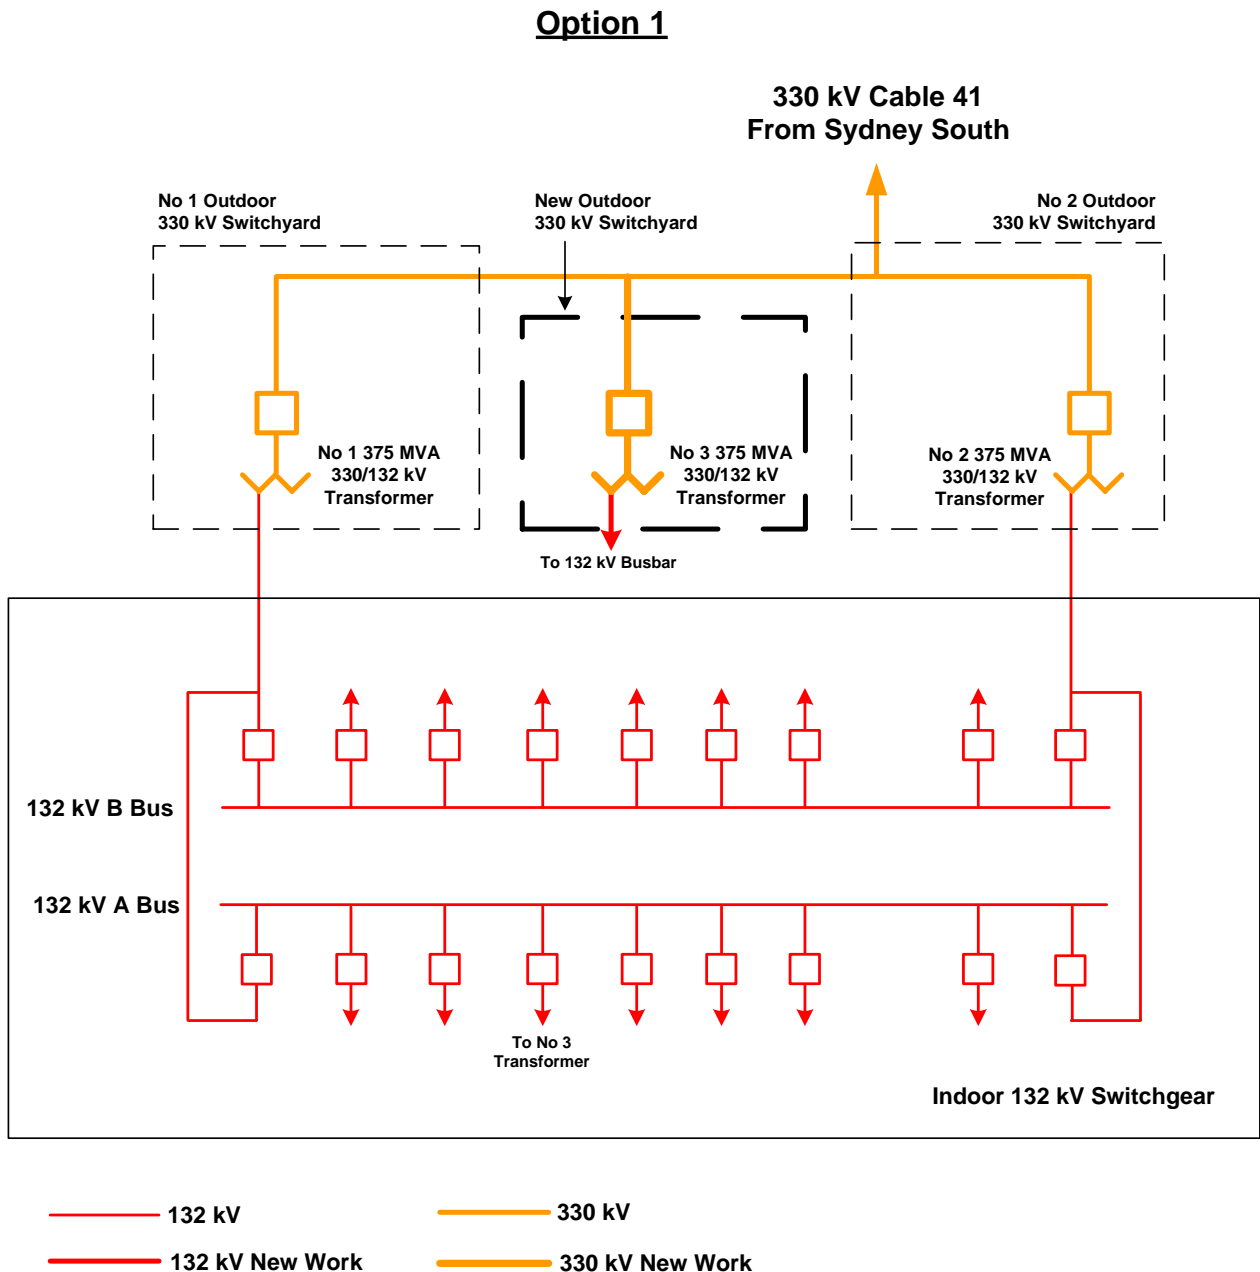 Option 1
330 kV Cable 41
From Sydney South
No 1 Outdoor
330 kV Switchyard
New Outdoor
330 kV Switchyard
No 2 Outdoor
330 kV Switchyard
No 1 375 MVA
330/132 kV
Transformer
No 3 375 MVA
330/132 kV
Transformer
No 2 375 MVA
330/132 kV
Transformer
To 132 kV Busbar
132 kV B Bus
132 kV A Bus
To No 3
Transformer
Indoor 132 kV Switchgear
132 kV
330 kV
132 kV New Work
330 kV New Work